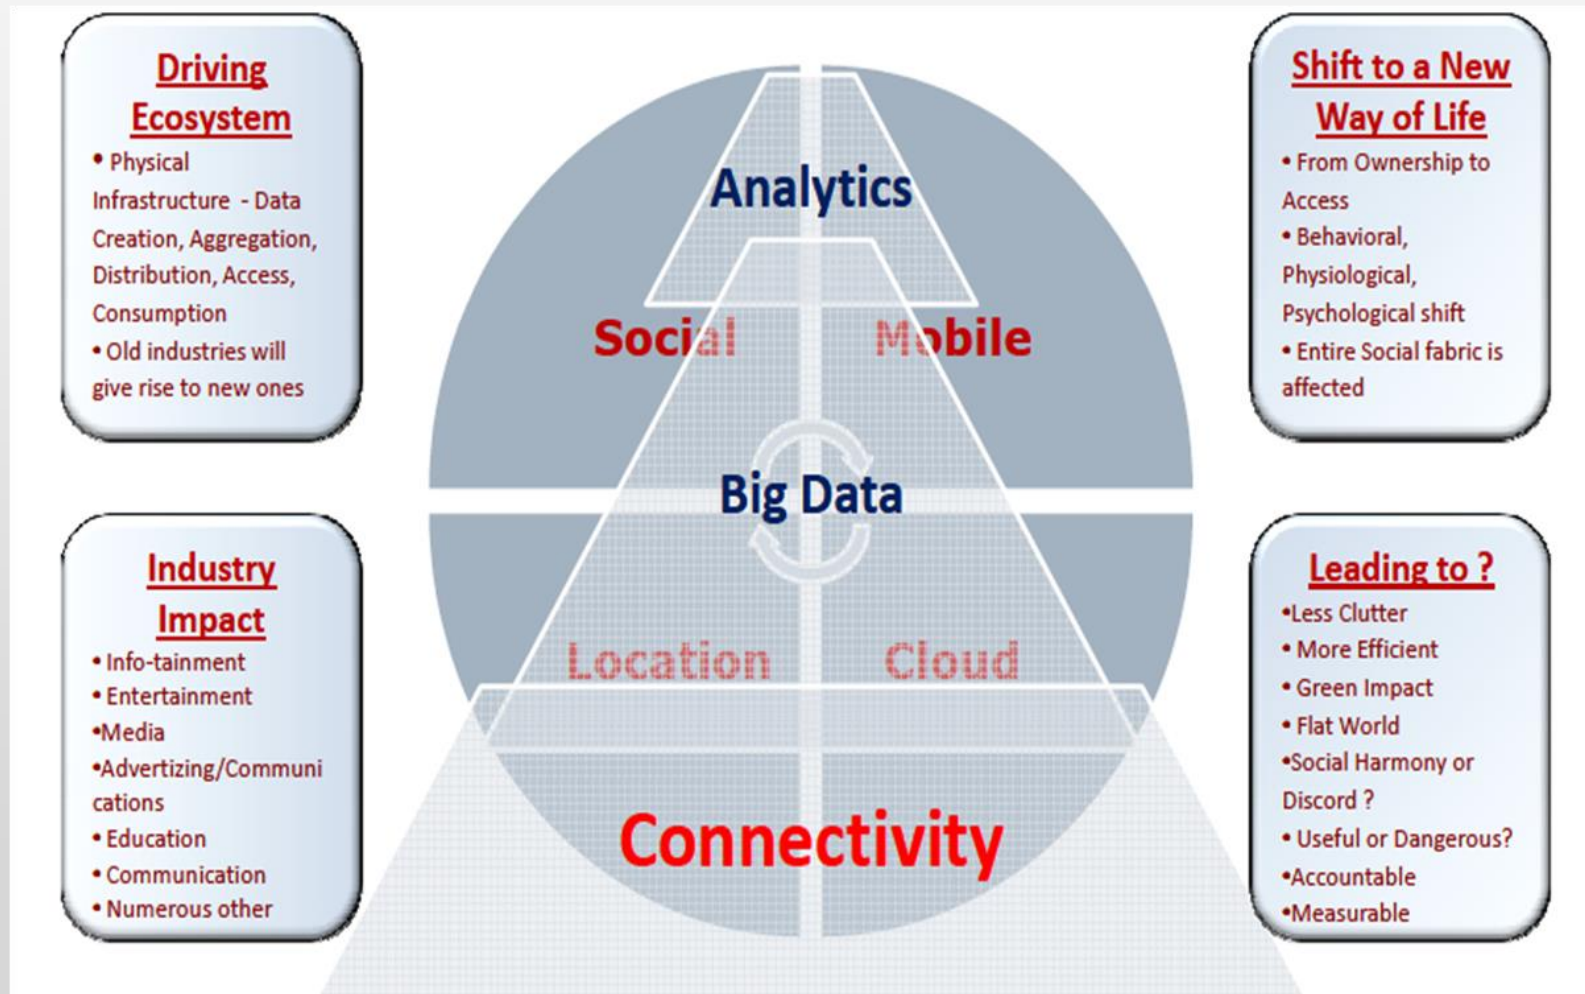 Driving
Ecosystem
• Physical
Infrastructure - Data
Creation, Aggregation,
Distribution, Access,
Consumption
• Old industries will
give rise to new ones
Industry
Impact
• Info-tainment
• Entertainment
•Media
•Advertizing/Communi
cations
• Education
• Communication
• Numerous other
Analytics
Social Mobile
Big Data
Location Cloud
Connectivity
Shift to a New
Way of Life
• From Ownership to
Access
• Behavioral,
Physiological,
Psychological shift
• Entire Social fabric is
affected
Leading to ?
•Less Clutter
• More Efficient
• Green Impact
• Flat World
•Social Harmony or
Discord ?
• Useful or Dangerous?
•Accountable
•Measurable